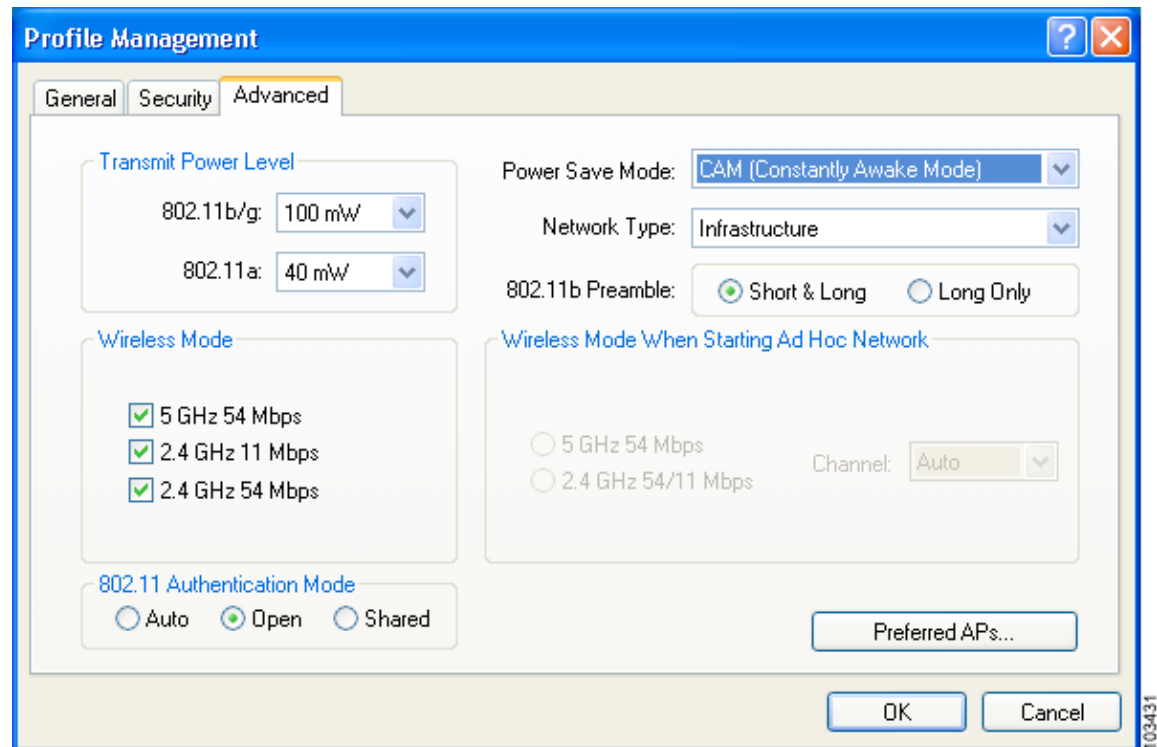 Profile Management
General Security Advanced
Transmit Power Level
802.11b/g: 100 mW
802.11a: 40 mW
Power Save Mode: CAM (Constantly Awake Mode)
Network Type: Infrastructure
802.11b Preamble: Short & Long Long Only
Wireless Mode
5 GHz 54 Mbps
2.4 GHz 11 Mbps
2.4 GHz 54 Mbps
Wireless Mode When Starting Ad Hoc Network
5 GHz 54 Mbps
2.4 GHz 54/11 Mbps
Channel: Auto
802.11 Authentication Mode
Auto Open Shared
Preferred APs...
OK Cancel
103431